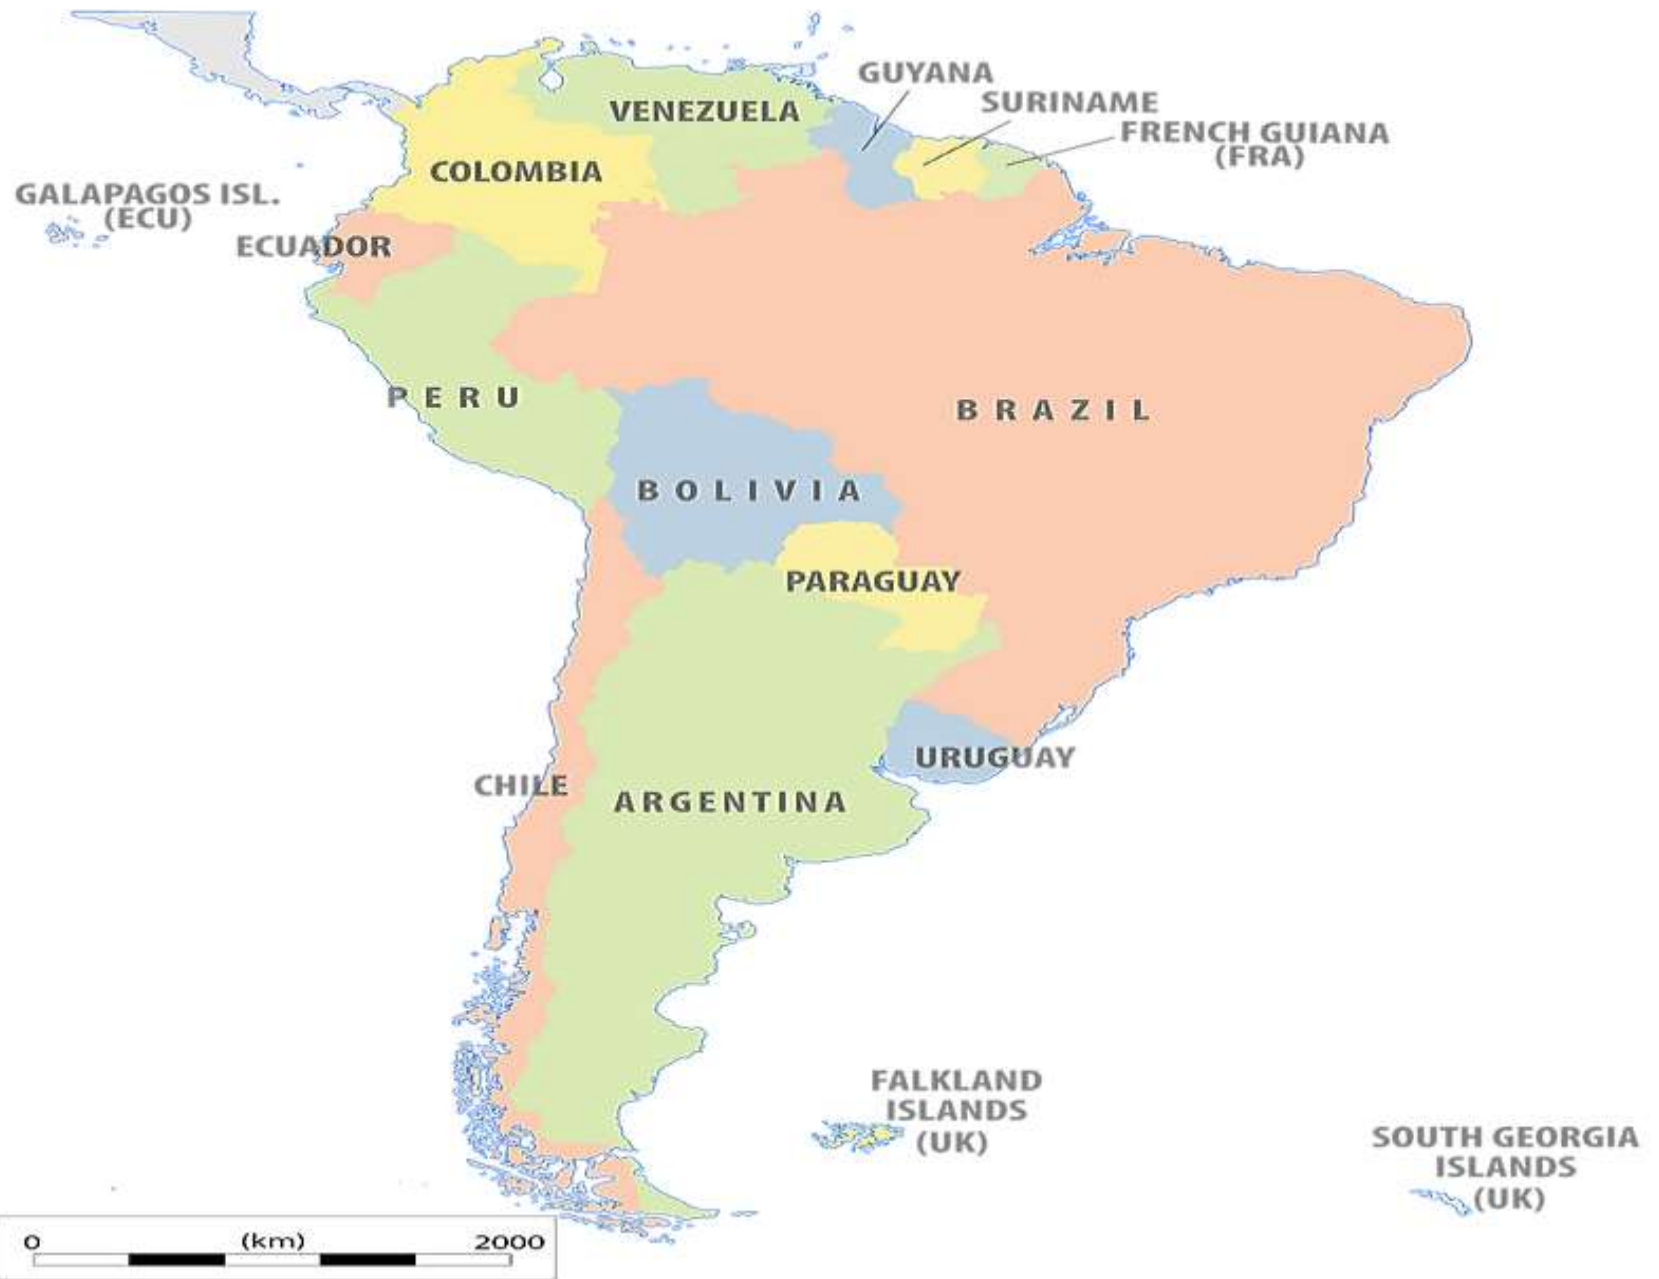 GUYANA
SURINAME
VENEZUELA
FRENCH GUIANA
(FRA)
COLOMBIA
GALAPAGOS ISL.
(ECU)
ECUADOR
PERU
BRAZIL
BOLIVIA
PARAGUAY
URUGUAY
CHILE
ARGENTINA
FALKLAND
ISLANDS
(UK)
SOUTH GEORGIA
ISLANDS
(UK)
0 (km) 2000